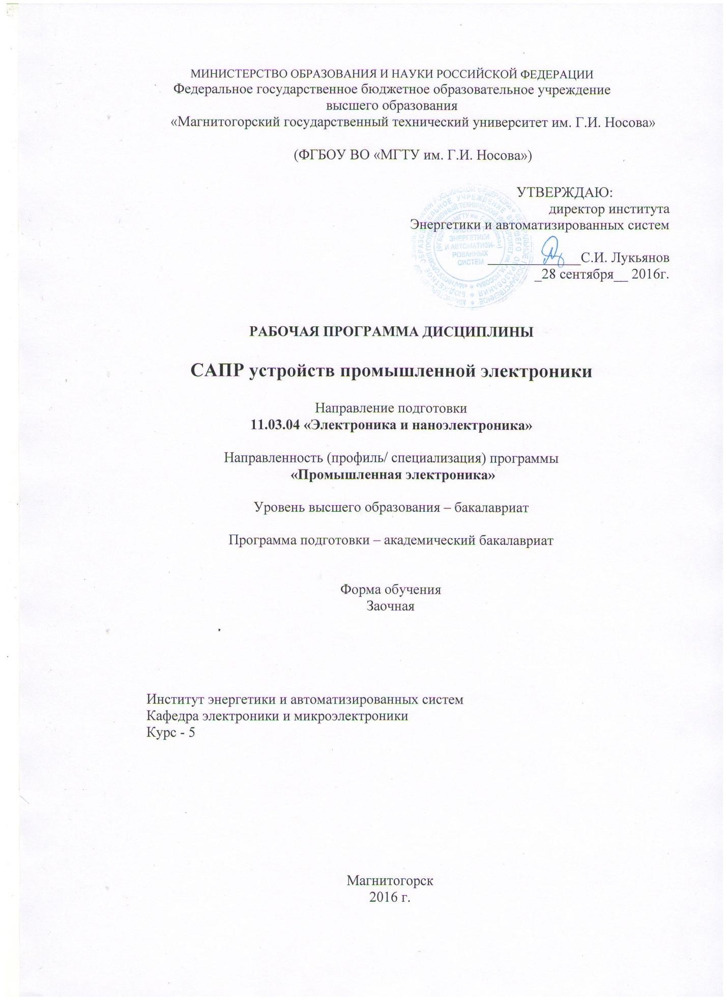 МИНИСТЕРСТВО ОБРАЗОВАНИЯ И НАУКИ РОССИЙСКОЙ ФЕДЕРАЦИИ
Федеральное государственное бюджетное образовательное учреждение
высшего образования
«Магнитогорский государственный технический университет им. Г.И. Носова»
(ФГБОУ ВО «МГТУ им. Г.И. Носова»)
УТВЕРЖДАЮ:
директор института
Энергетики и автоматизированных систем
ИНСТИТУТ
ЭНЕРГЕТИКИ
И АВТОМАТИЗИ-
РОВАННЫХ
СИСТЕМ
_____________С.И. Лукьянов
_28 сентября__ 2016г.
РАБОЧАЯ ПРОГРАММА ДИСЦИПЛИНЫ
САПР устройств промышленной электроники
Направление подготовки
11.03.04 «Электроника и наноэлектроника»
Направленность (профиль/ специализация) программы
«Промышленная электроника»
Уровень высшего образования – бакалавриат
Программа подготовки – академический бакалавриат
Форма обучения
Заочная
Институт энергетики и автоматизированных систем
Кафедра электроники и микроэлектроники
Курс - 5
Магнитогорск
2016 г.